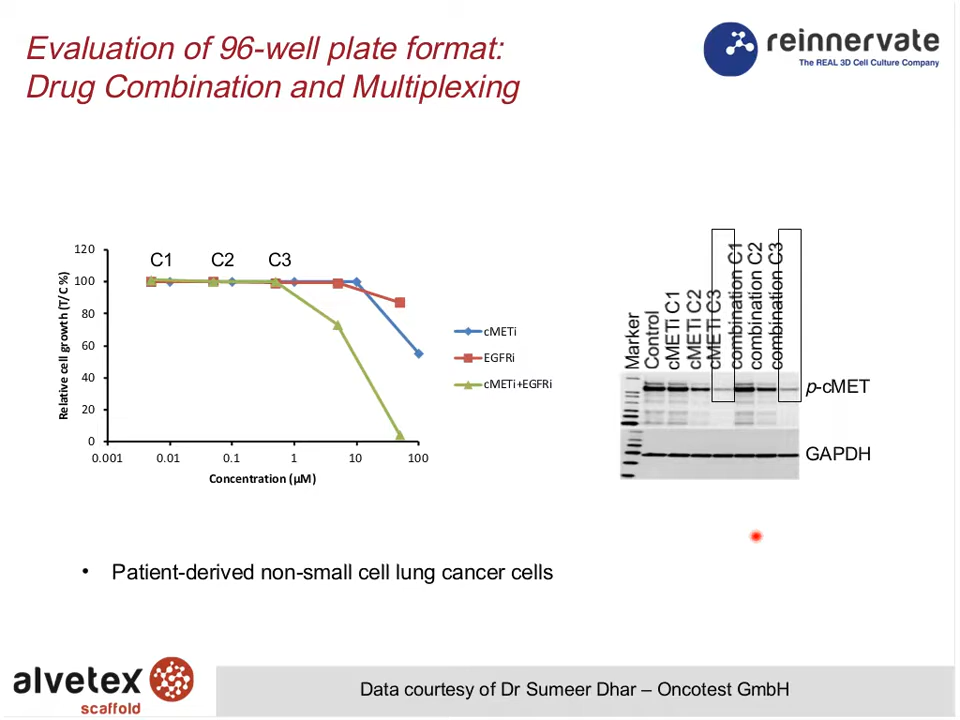 Evaluation of 96-well plate format:
Drug Combination and Multiplexing
reinnervate
The REAL 3D Cell Culture Company
C1 C2 C3
Relative cell growth (T/C %)
120
100
80
60
40
20
0
0.001 0.01 0.1 1 10 100
Concentration (µM)
cMETi
EGFRi
cMETi+EGFRi
Marker
Control
cMETi C1
cMETi C2
cMETi C3
combination C1
combination C2
combination C3
p-cMET
GAPDH
• Patient-derived non-small cell lung cancer cells
alvetex
scaffold
Data courtesy of Dr Sumeer Dhar – Oncotest GmbH